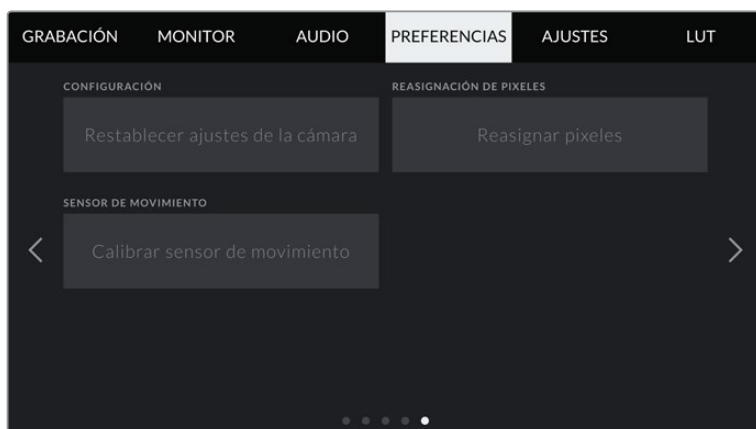 GRABACIÓN MONITOR AUDIO PREFERENCIAS AJUSTES LUT
CONFIGURACIÓN REASIGNACIÓN DE PIXELES
Restablecer ajustes de la cámara Reasignar pixeles
SENSOR DE MOVIMIENTO
Calibrar sensor de movimiento